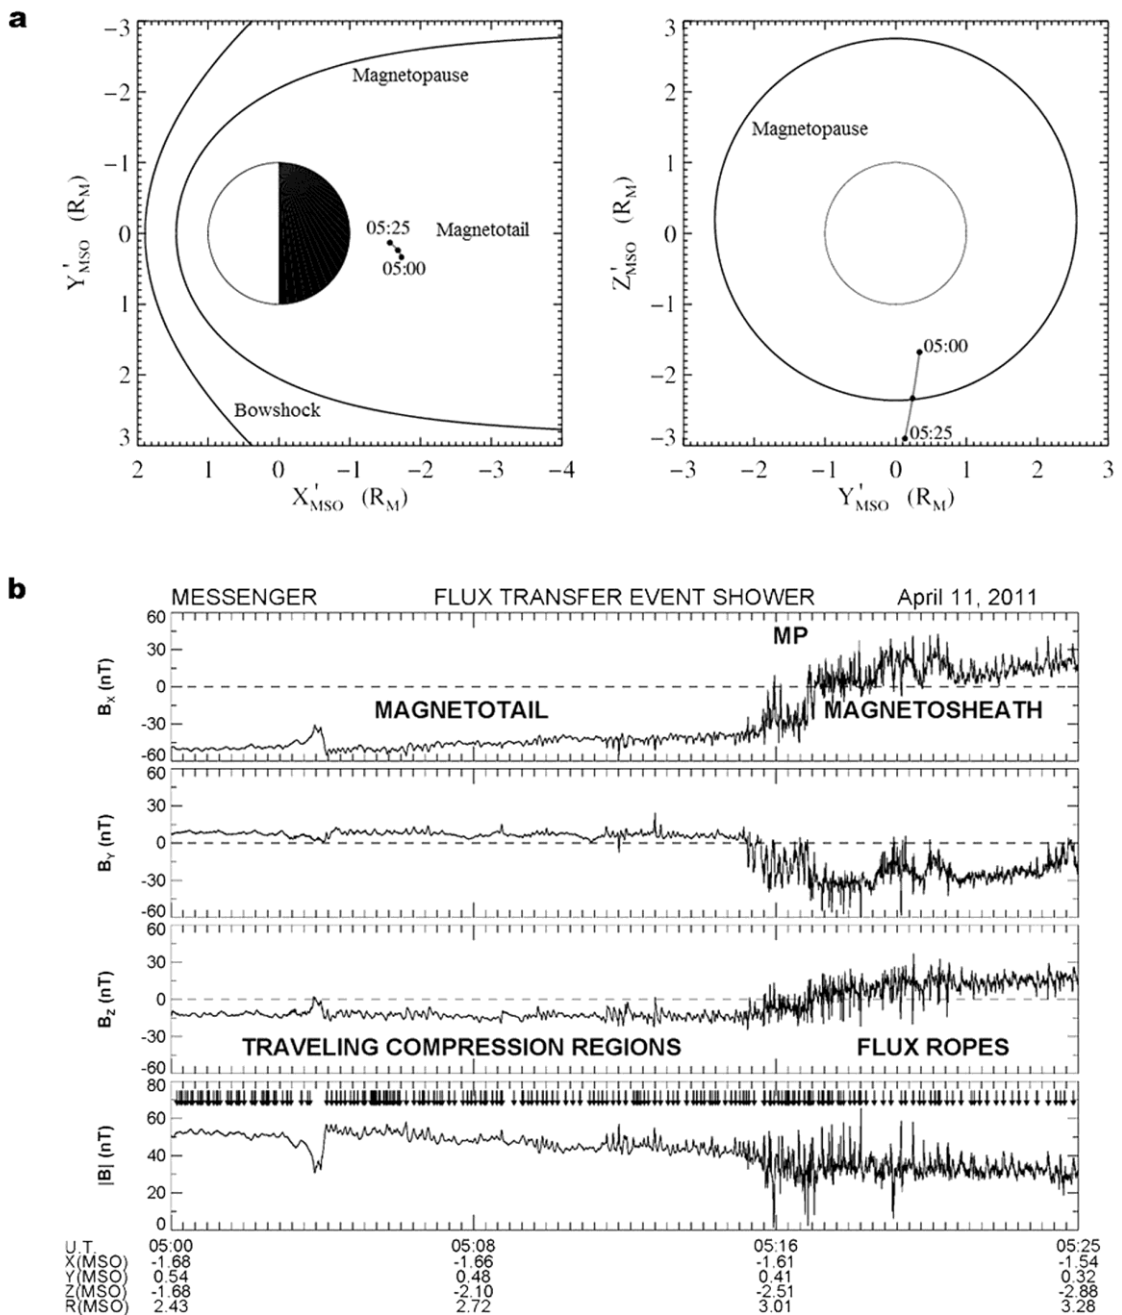 a
-3
-2
-1
0
1
2
3
Y'MSO (RM)
Magnetopause
05:25
Magnetotail
05:00
Bowshock
2 1 0 -1 -2 -3 -4
X'MSO (RM)
3
2
1
0
-1
-2
-3
Z'MSO (RM)
Magnetopause
05:00
05:25
-3 -2 -1 0 1 2 3
Y'MSO (RM)
b
MESSENGER FLUX TRANSFER EVENT SHOWER April 11, 2011
60
30
0
-30
-60
BX (nT)
MP
MAGNETOTAIL MAGNETOSHEATH
60
30
0
-30
-60
BY (nT)
60
30
0
-30
-60
BZ (nT)
TRAVELING COMPRESSION REGIONS FLUX ROPES
80
60
40
20
0
|B| (nT)
U.T. 05:00 05:08 05:16 05:25
X(MSO) -1.68 -1.66 -1.61 -1.54
Y(MSO) 0.54 0.48 0.41 0.32
Z(MSO) -1.68 -2.10 -2.51 -2.88
R(MSO) 2.43 2.72 3.01 3.28